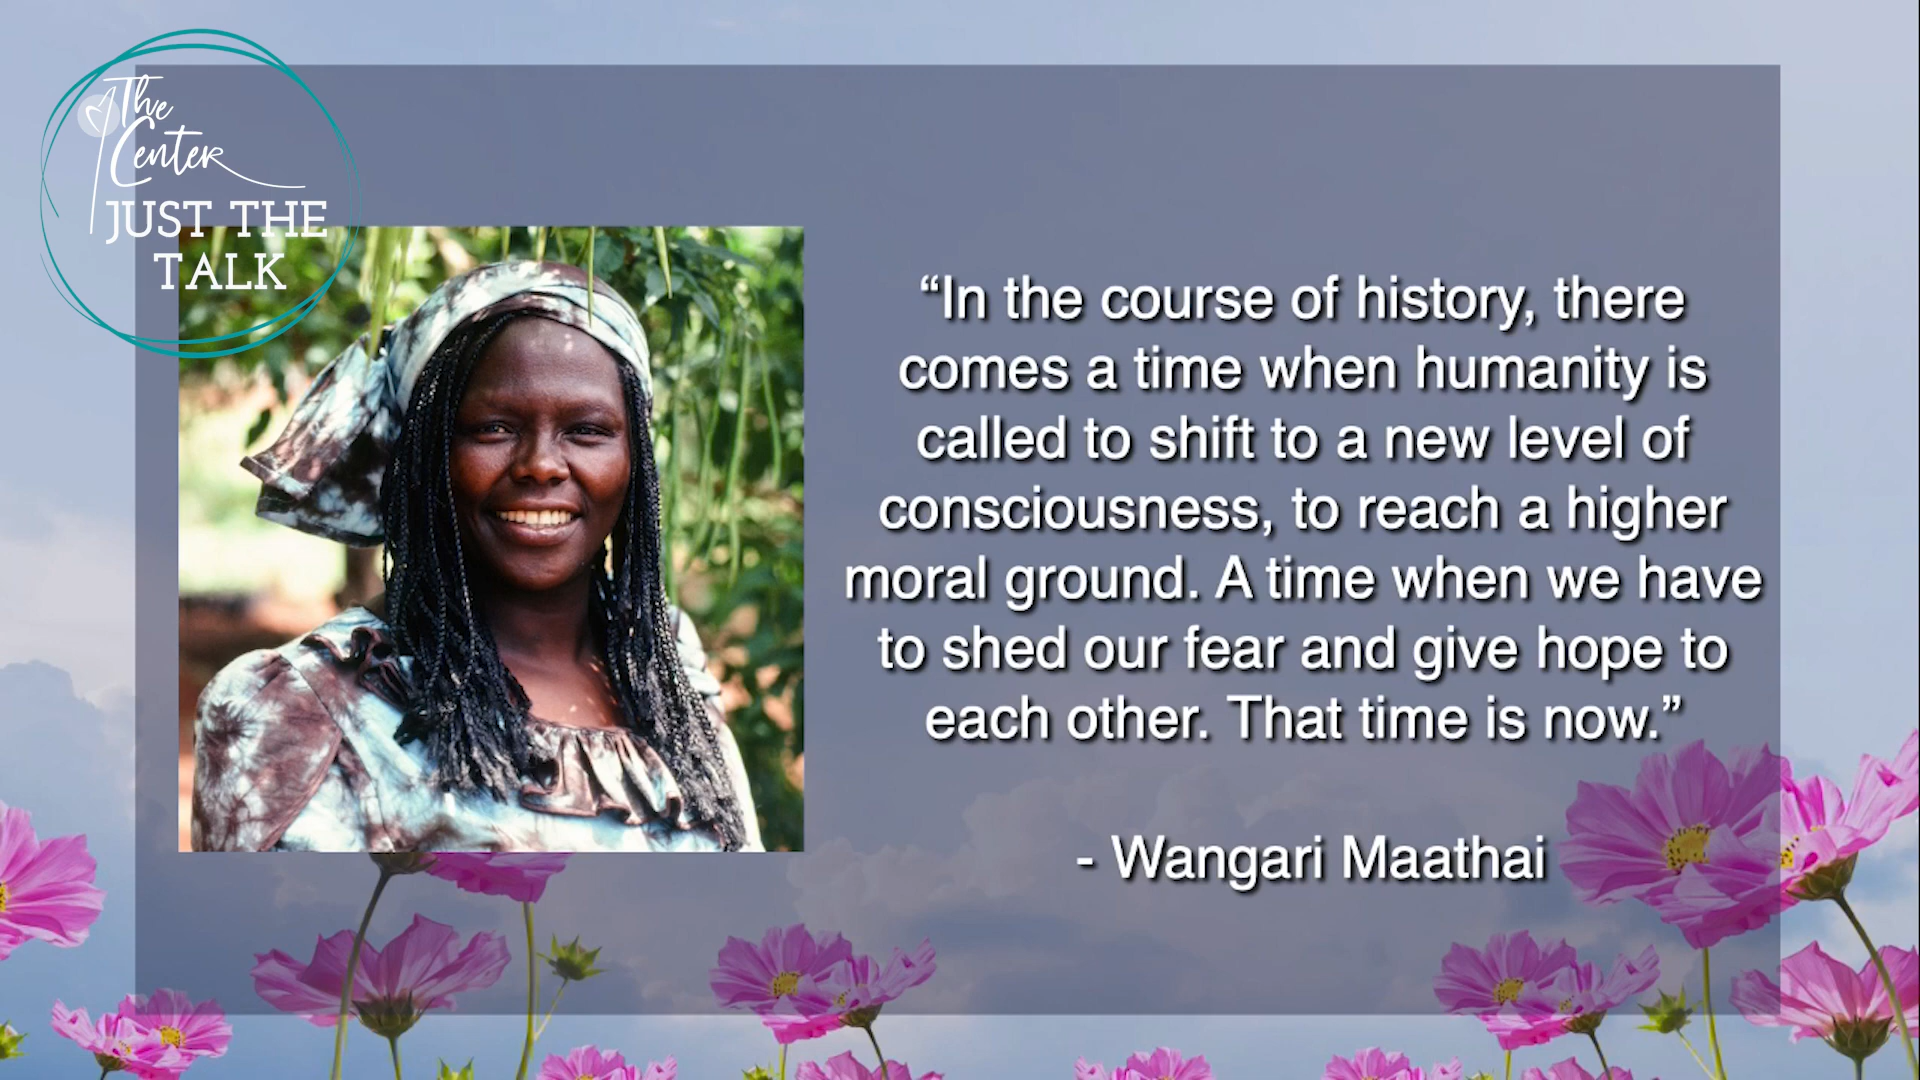 The
Center
JUST THE
TALK
“In the course of history, there
comes a time when humanity is
called to shift to a new level of
consciousness, to reach a higher
moral ground. A time when we have
to shed our fear and give hope to
each other. That time is now.”
- Wangari Maathai